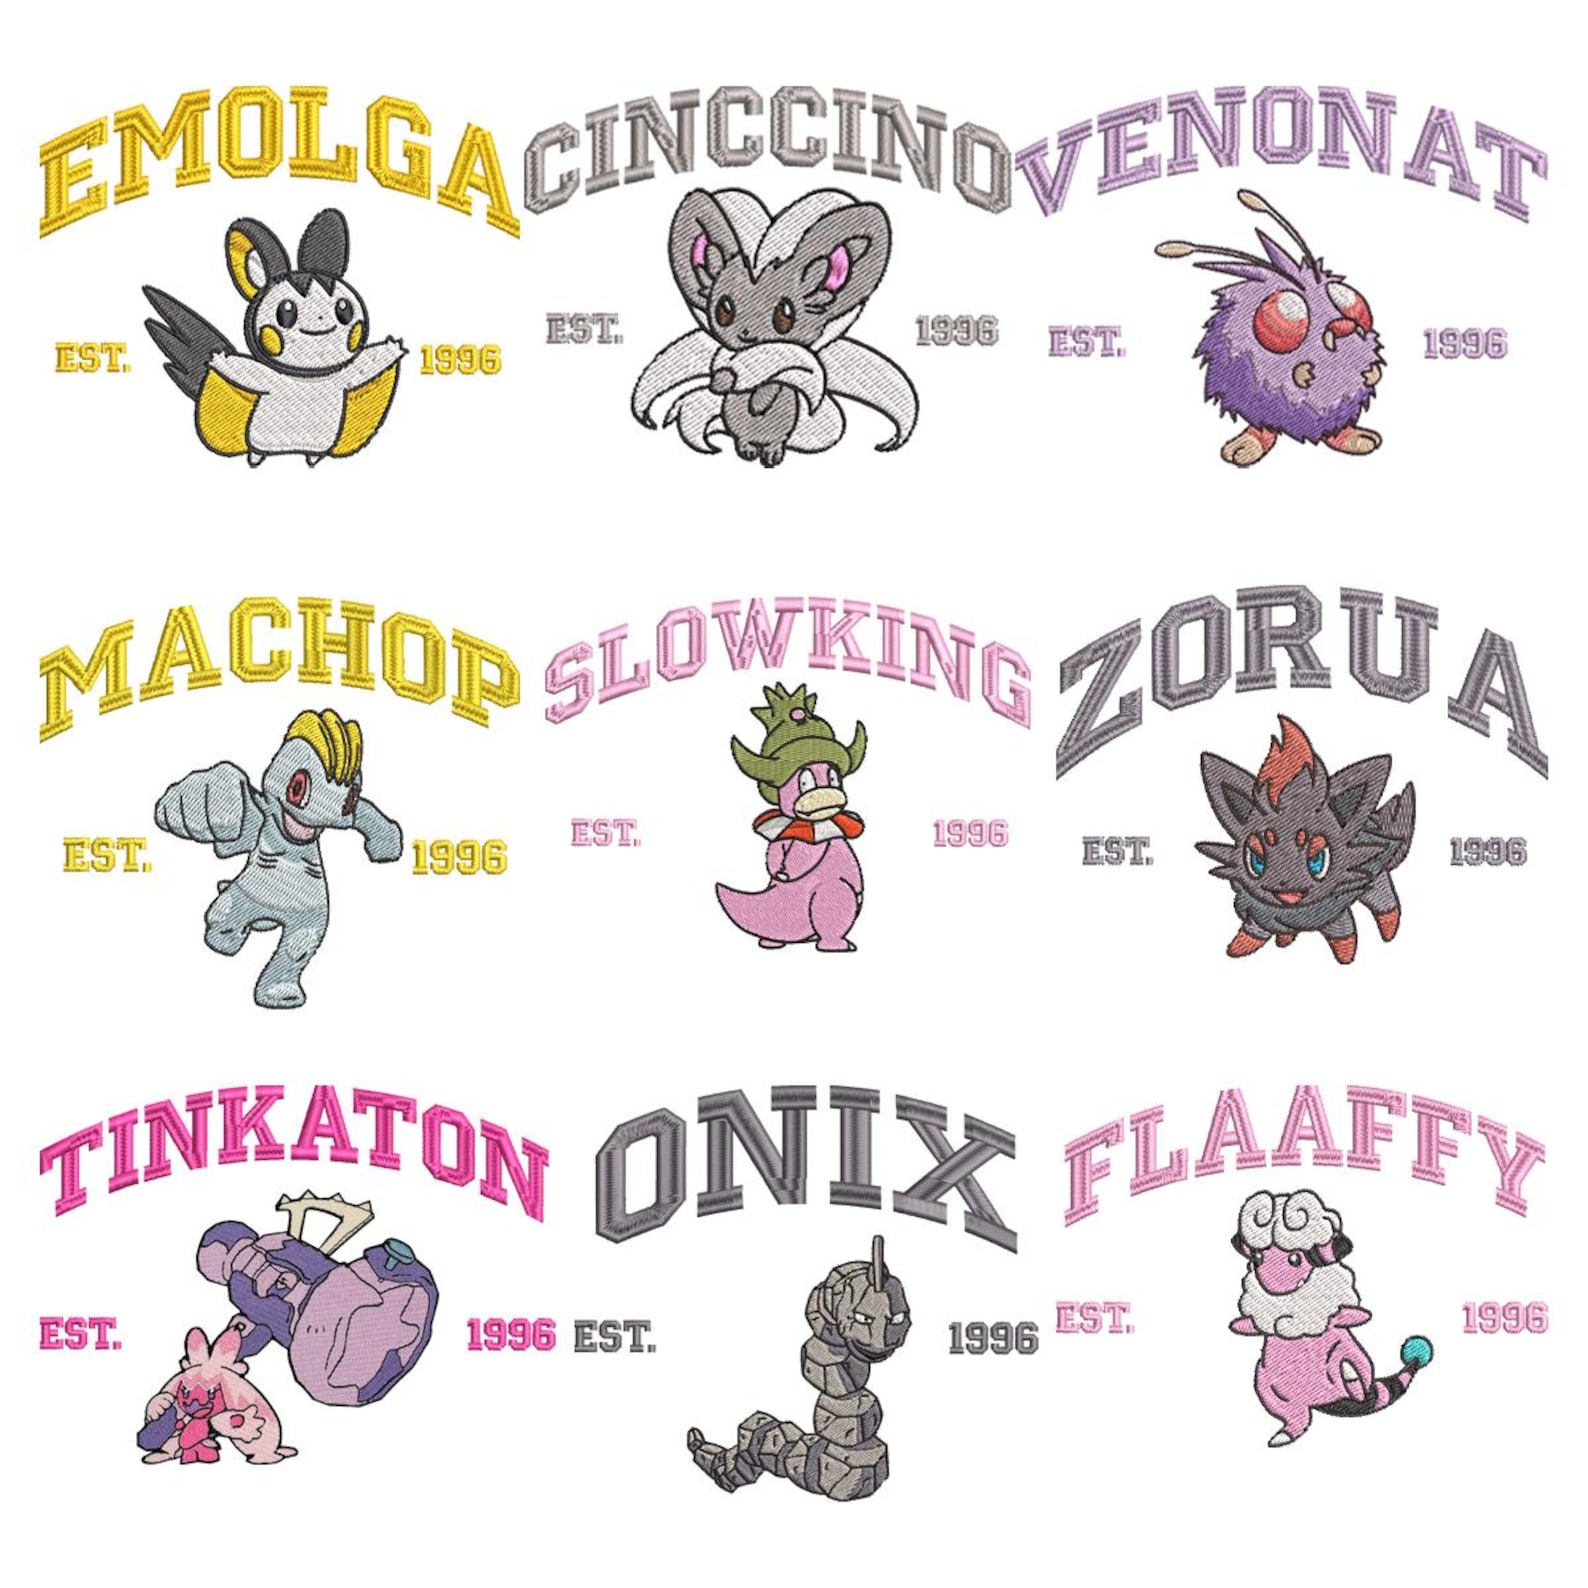 EMOLGA
EST. 1996
CINCCINO
EST. 1996
VENONAT
EST. 1996
MACHOP
EST. 1996
SLOWKING
EST. 1996
ZORUA
EST. 1996
TINKATON
EST. 1996
ONIX
EST. 1996
FLAAFFY
EST. 1996